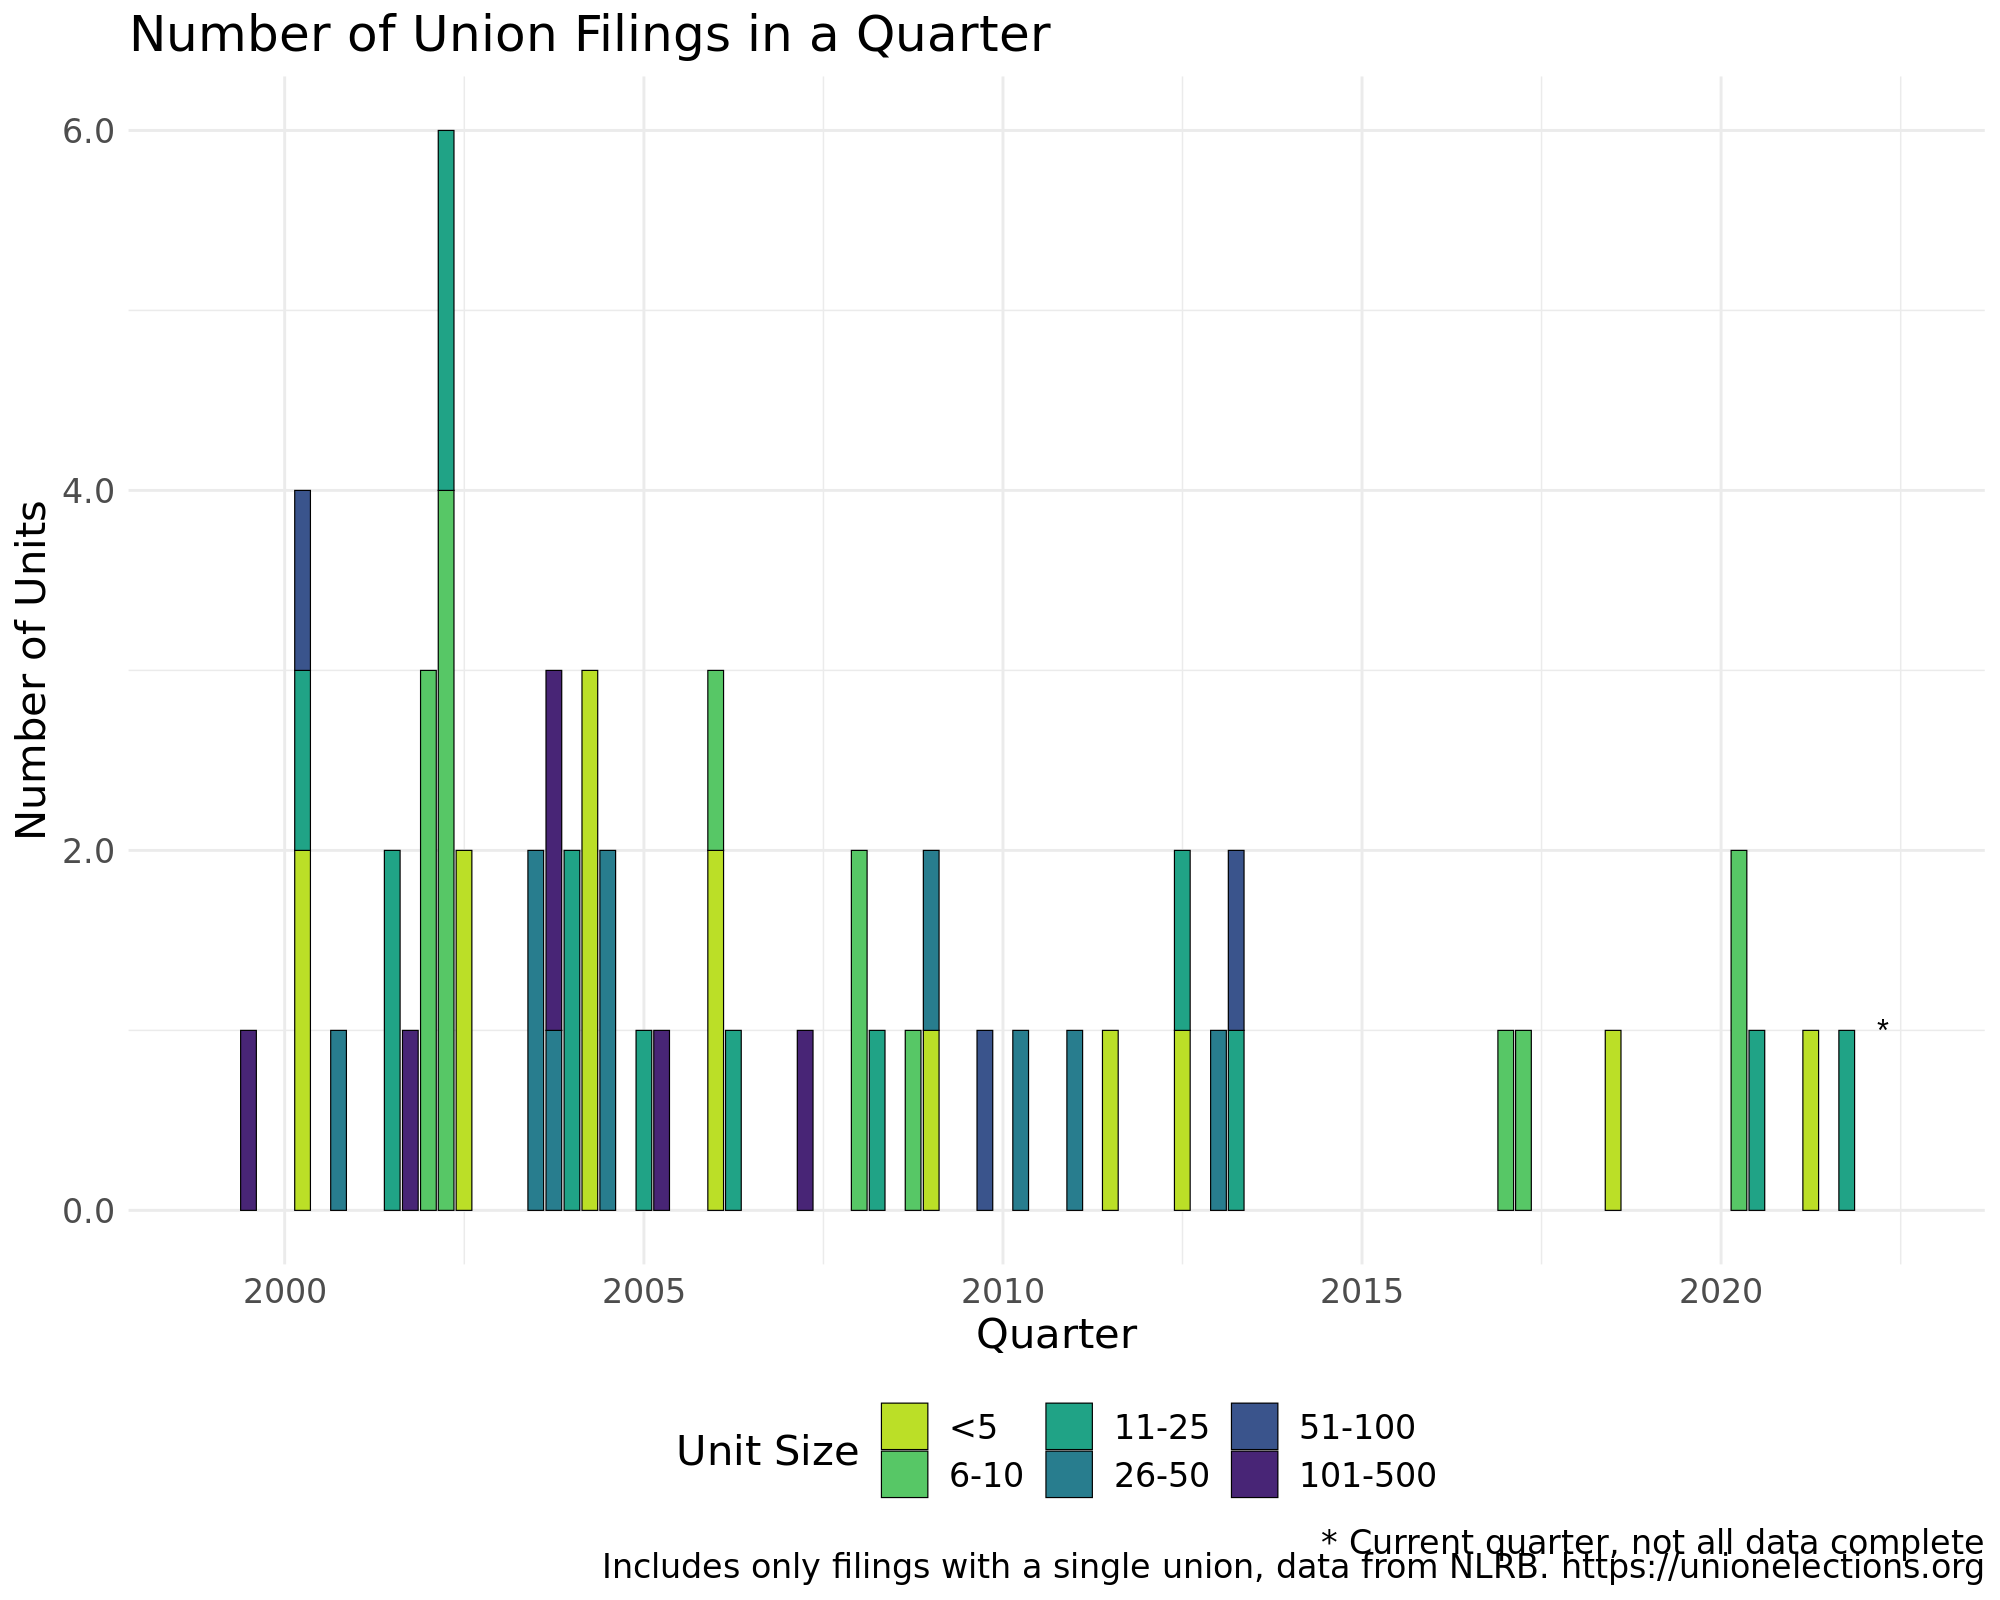 Number of Union Filings in a Quarter
Number of Units
6.0
4.0
2.0
0.0
*
2000 2005 2010 2015 2020
Quarter
Unit Size
<5 11-25 51-100
6-10 26-50 101-500
* Current quarter, not all data complete
Includes only filings with a single union, data from NLRB. https://unionelections.org